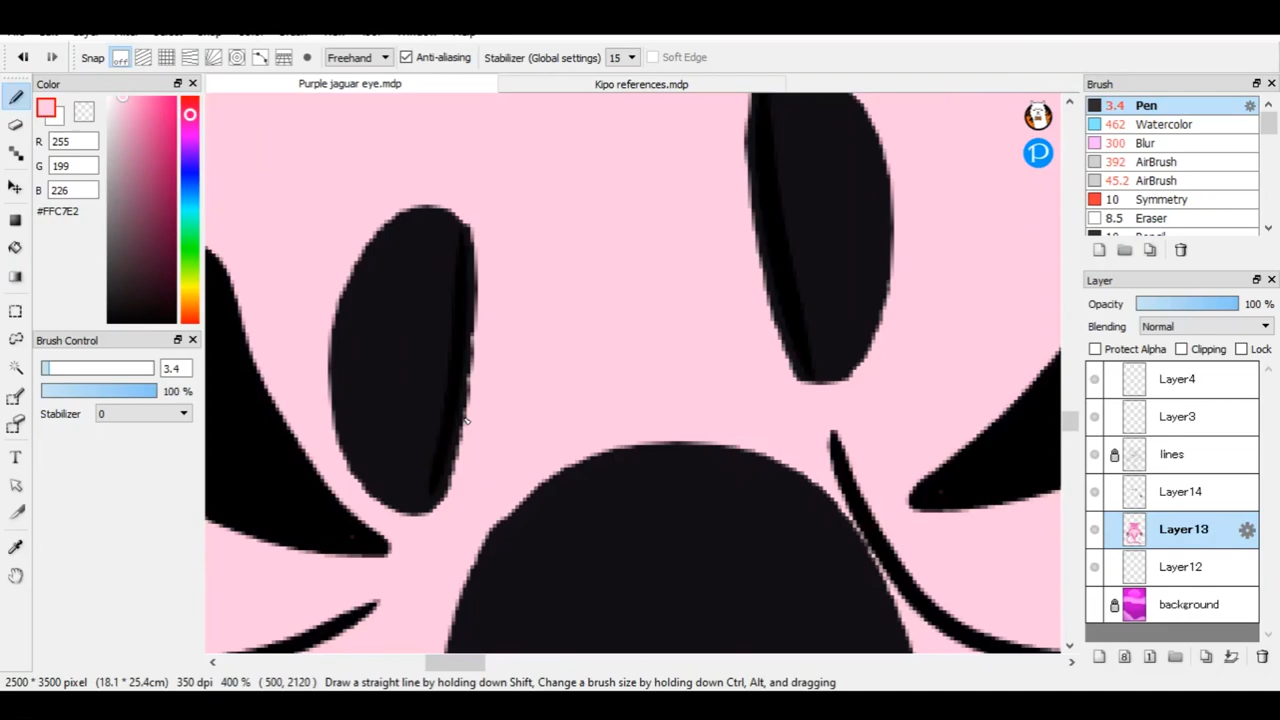 Snap off Freehand Anti-aliasing Stabilizer (Global settings) 15 Soft Edge
Color
Purple jaguar eye.mdp
Kipo references.mdp
R 255
G 199
B 226
#FFC7E2
Brush Control
3.4
100 %
Stabilizer 0
T
P
Brush
3.4 Pen
462 Watercolor
300 Blur
392 AirBrush
45.2 AirBrush
10 Symmetry
8.5 Eraser
Layer
Opacity 100 %
Blending Normal
Protect Alpha Clipping Lock
Layer4
Layer3
lines
Layer14
Layer13
Layer12
background
8 1
2500 * 3500 pixel (18.1 * 25.4cm) 350 dpi 400 % ( 500, 2120 ) Draw a straight line by holding down Shift, Change a brush size by holding down Ctrl, Alt, and dragging